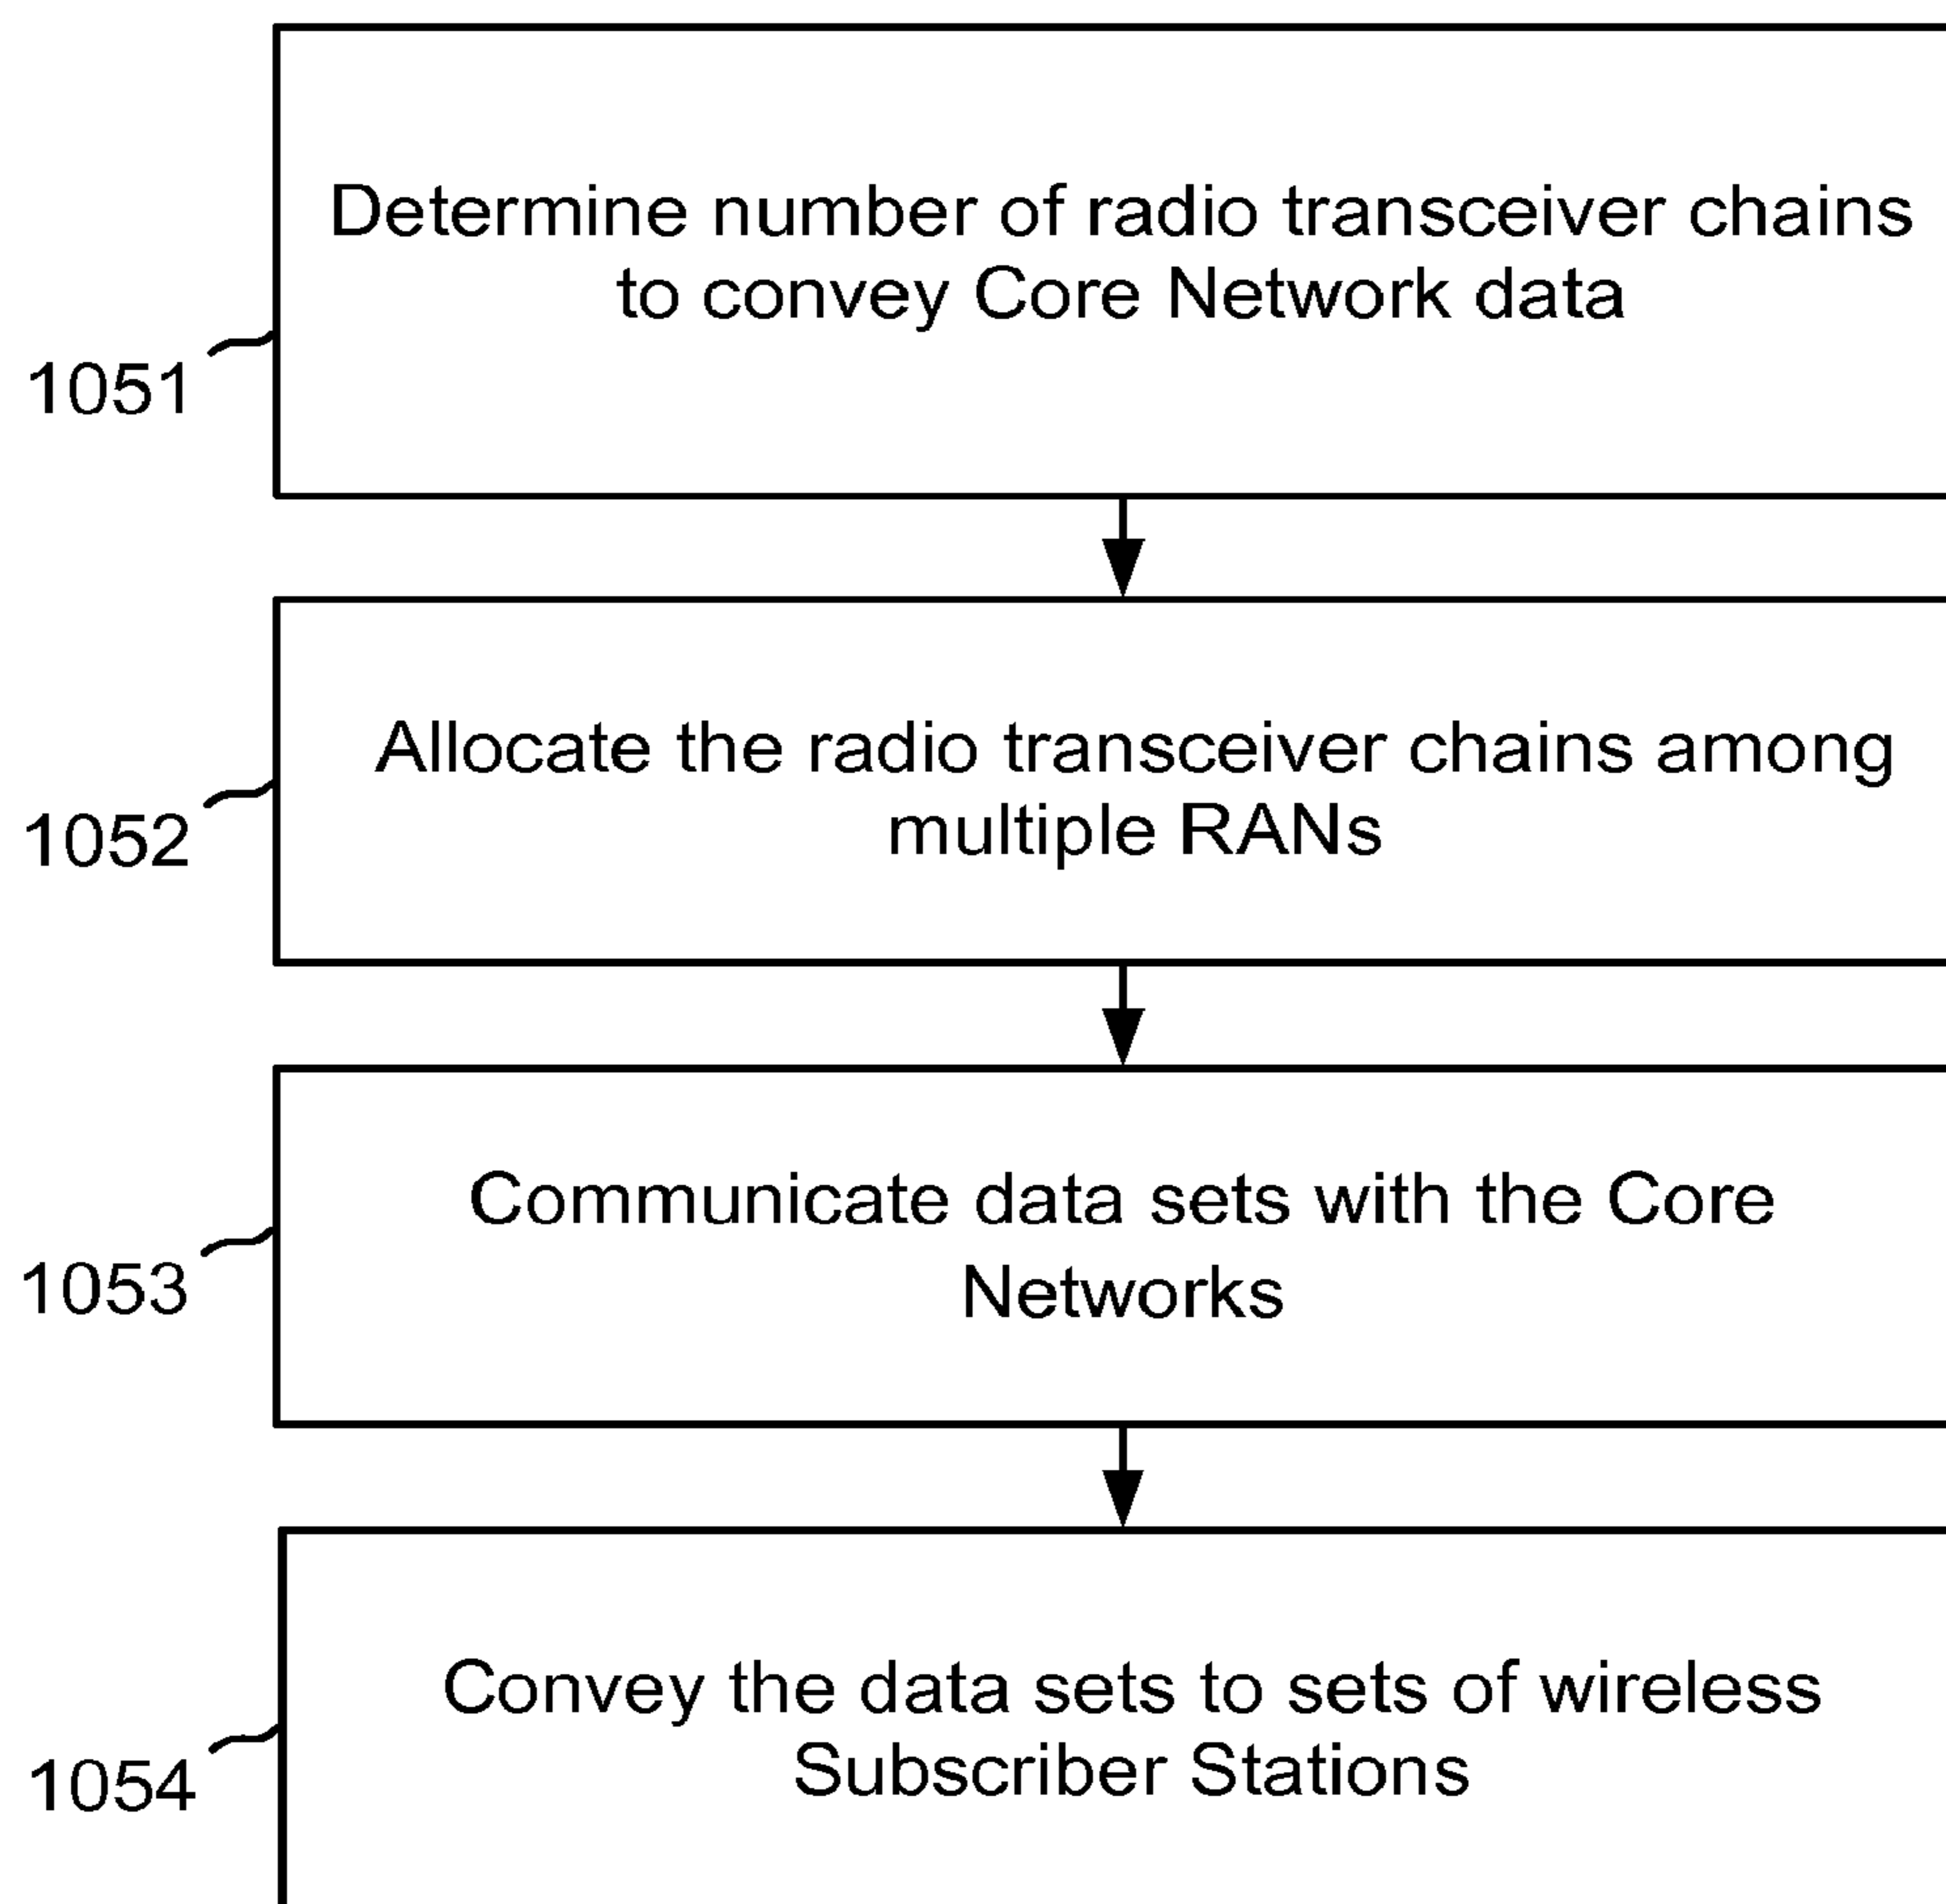 Determine number of radio transceiver chains
to convey Core Network data
1051
Allocate the radio transceiver chains among
multiple RANs
1052
Communicate data sets with the Core
Networks
1053
Convey the data sets to sets of wireless
Subscriber Stations
1054